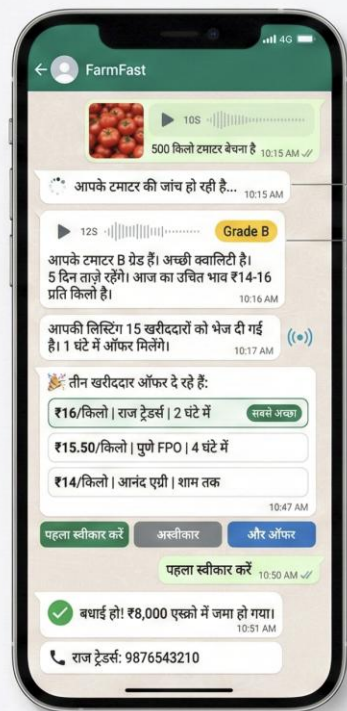 4G
FarmFast
10S
500 किलो टमाटर बेचना है 10:15 AM
आपके टमाटर की जांच हो रही है... 10:15 AM
12S Grade B
आपके टमाटर B ग्रेड हैं। अच्छी क्वालिटी है।
5 दिन ताज़े रहेंगे। आज का उचित भाव ₹14-16
प्रति किलो है। 10:16 AM
आपकी लिस्टिंग 15 खरीददारों को भेज दी गई
है। 1 घंटे में ऑफर मिलेंगे। 10:17 AM
तीन खरीददार ऑफर दे रहे हैं:
₹16/किलो | राज ट्रेडर्स | 2 घंटे में सबसे अच्छा
₹15.50/किलो | पुणे FPO | 4 घंटे में
₹14/किलो | आनंद एग्री | शाम तक
10:47 AM
पहला स्वीकार करें अस्वीकार और ऑफर
पहला स्वीकार करें 10:50 AM
बधाई हो! ₹8,000 एस्क्रो में जमा हो गया।
10:51 AM
राज ट्रेडर्स: 9876543210